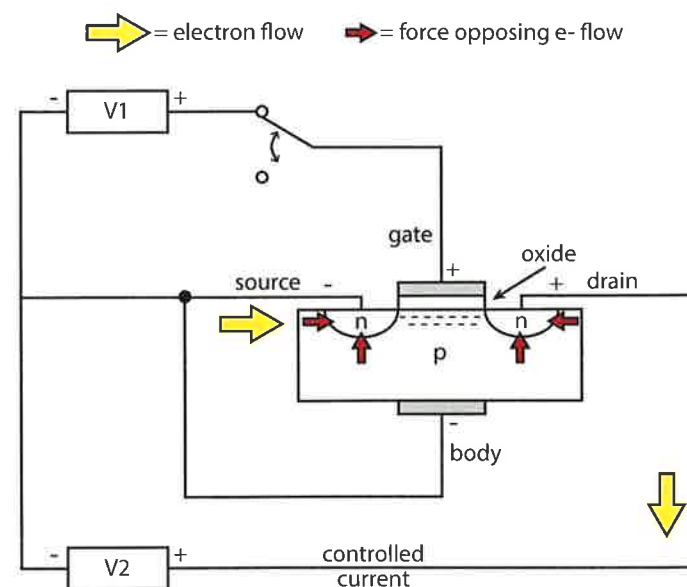 = electron flow = force opposing e- flow
- V1 +
gate
oxide
source - + + drain
n n
p
-
body
- V2 +
controlled
current